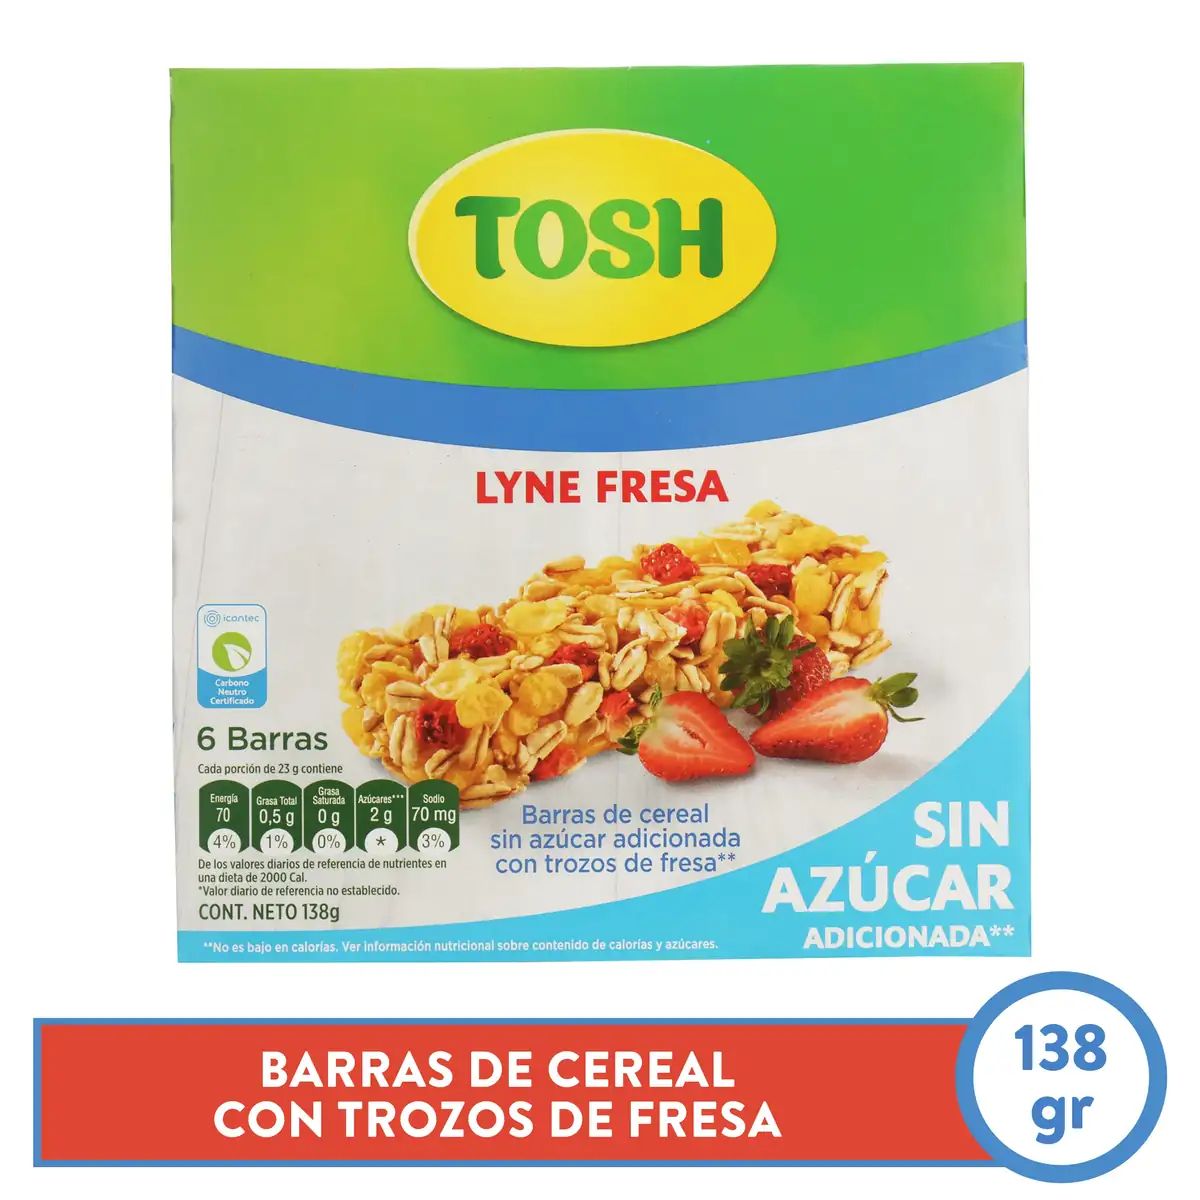 TOSH
LYNE FRESA
icontec
Carbono
Neutro
Certificado
6 Barras
Cada porción de 23 g contiene
Energía
70
4%
Grasa Total
0,5 g
1%
Grasa
Saturada
0 g
0%
Azúcares***
2 g
*
Sodio
70 mg
3%
De los valores diarios de referencia de nutrientes en
una dieta de 2000 Cal.
*Valor diario de referencia no establecido.
CONT. NETO 138g
Barras de cereal
sin azúcar adicionada
con trozos de fresa**
SIN
AZÚCAR
ADICIONADA**
**No es bajo en calorías. Ver información nutricional sobre contenido de calorías y azúcares.
BARRAS DE CEREAL
CON TROZOS DE FRESA
138
gr